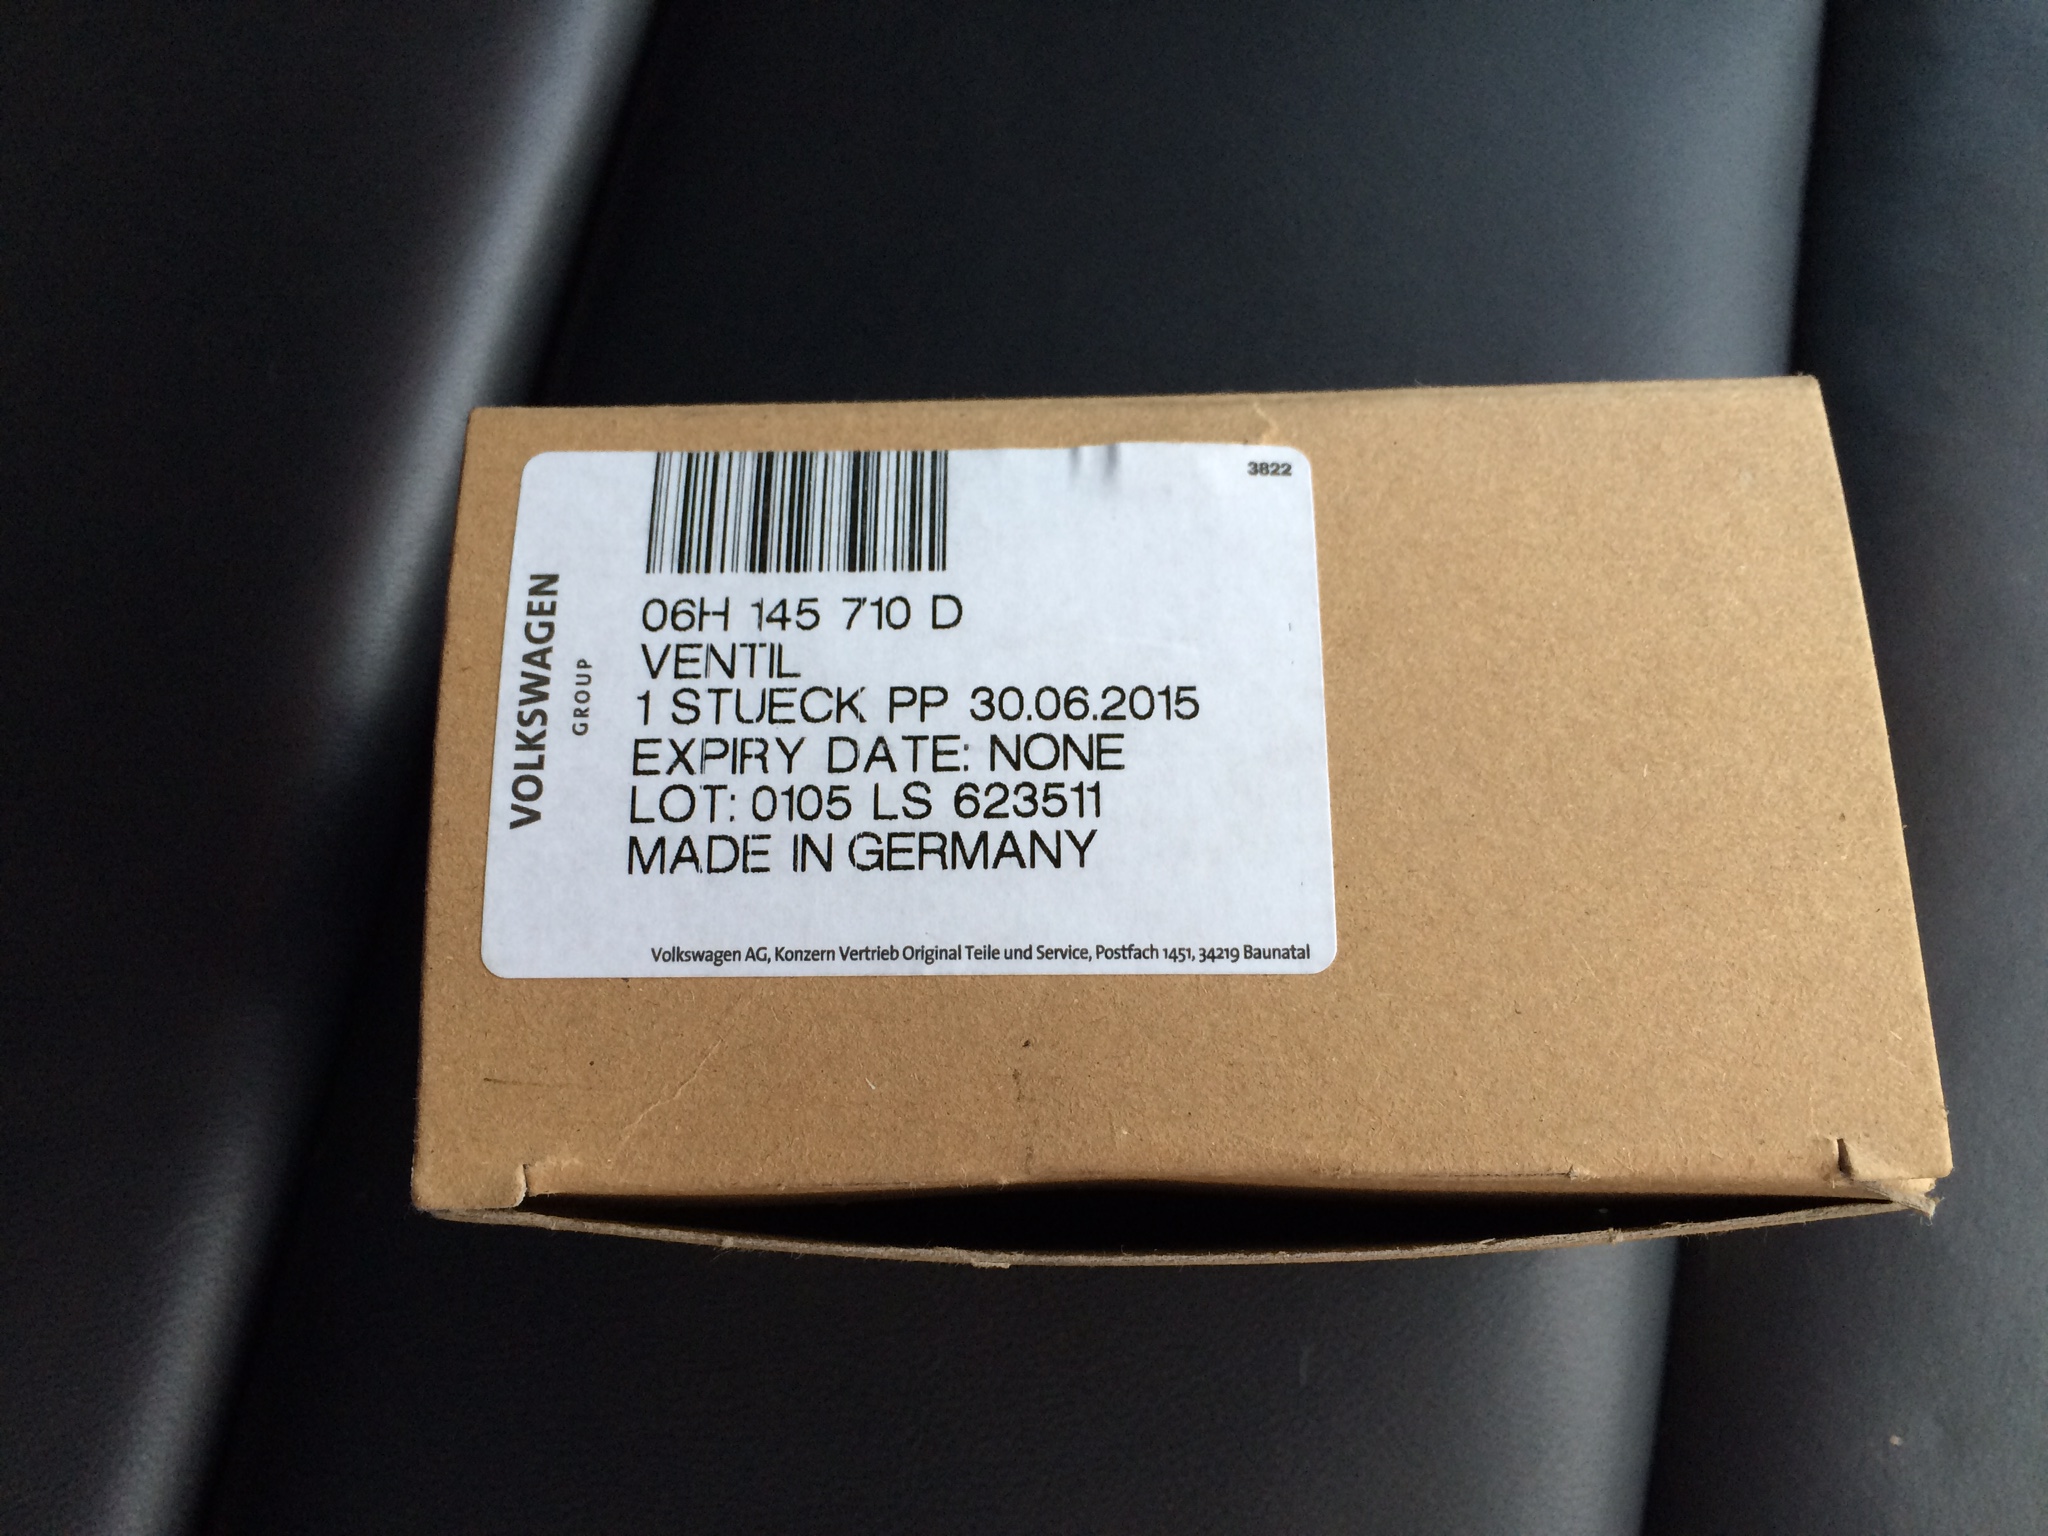 3822
VOLKSWAGEN
GROUP
06H 145 710 D
VENTIL
1 STUECK PP 30.06.2015
EXPIRY DATE: NONE
LOT: 0105 LS 623511
MADE IN GERMANY
Volkswagen AG, Konzern Vertrieb Original Teile und Service, Postfach 1451, 34219 Baunatal